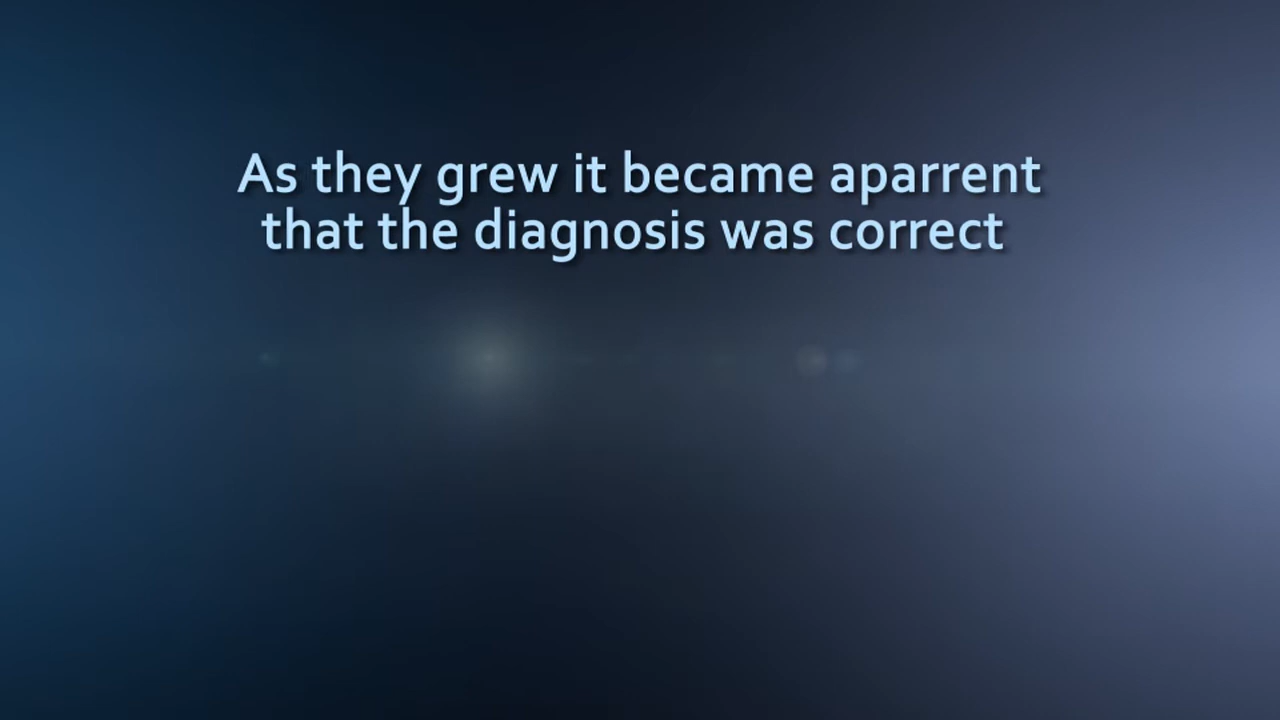 As they grew it became aparrent
that the diagnosis was correct